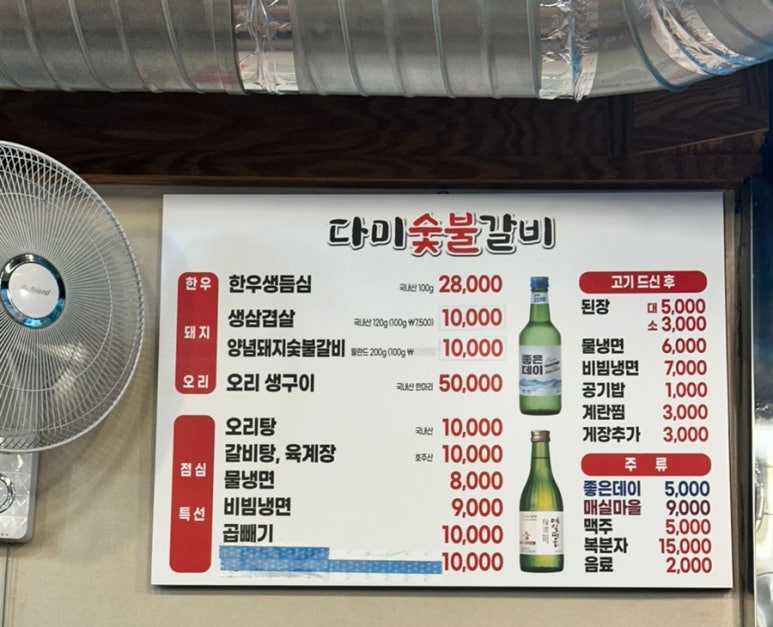 다미숯불갈비
한우
한우생등심 국내산 100g 28,000
돼지
생삼겹살 국내산 120g (100g ₩7,500) 10,000
양념돼지숯불갈비 폴란드 200g (100g ₩ 10,000
오리
오리 생구이 국내산 한마리 50,000
점심
특선
오리탕 국내산 10,000
갈비탕, 육계장 호주산 10,000
물냉면 8,000
비빔냉면 9,000
곱빼기 10,000
10,000
좋은
데이
고기 드신 후
된장 대 5,000
소 3,000
물냉면 6,000
비빔냉면 7,000
공기밥 1,000
계란찜 3,000
게장추가 3,000
주 류
좋은데이 5,000
매실마을 9,000
맥주 5,000
복분자 15,000
음료 2,000